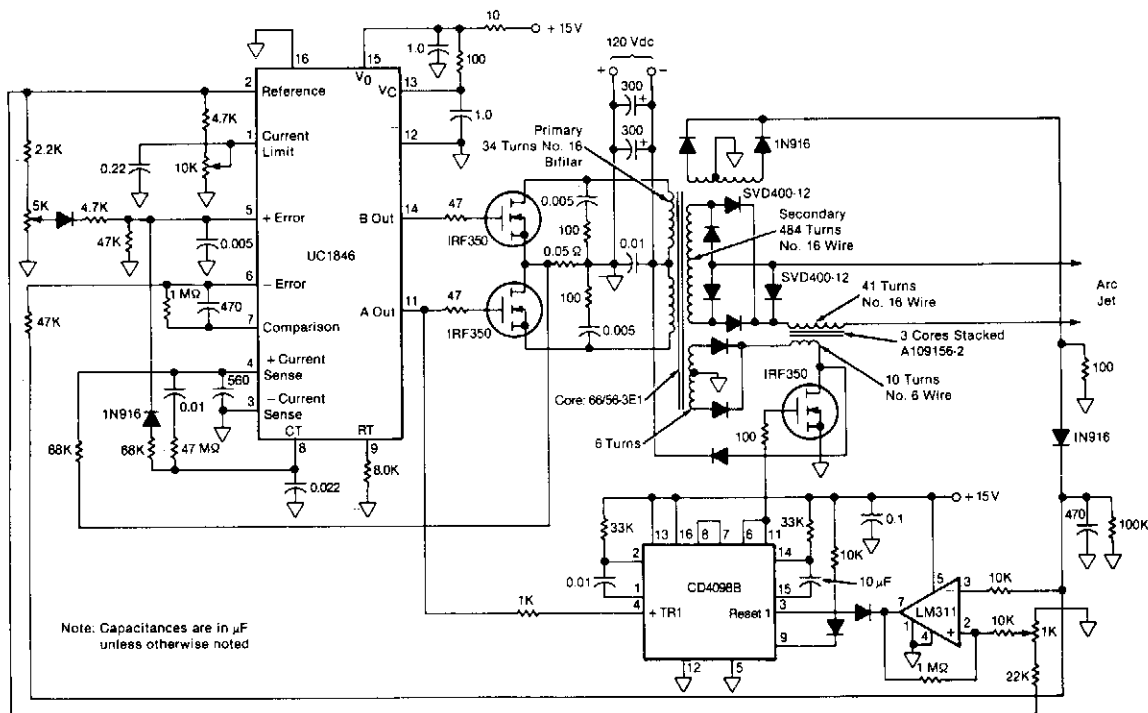 10
+ 15V
1.0
100
16
15
V0
VC
13
1.0
12
2
Reference
4.7K
1
Current
Limit
2.2K
0.22
10K
5K
4.7K
47K
5
+ Error
0.005
UC1846
B Out
14
47
IRF350
6
− Error
1 MΩ
470
7
Comparison
A Out
11
47
IRF350
47K
4
+ Current
Sense
560
3
− Current
Sense
0.01
1N916
68K
68K
47 MΩ
CT
8
RT
9
8.0K
0.022
120 Vdc
+
−
300
+
300
+
Primary
34 Turns No. 16
Bifilar
0.005
100
0.05 Ω
0.01
100
0.005
1N916
SVD400-12
Secondary
484 Turns
No. 16 Wire
SVD400-12
41 Turns
No. 16 Wire
Arc
Jet
3 Cores Stacked
A109156-2
10 Turns
No. 6 Wire
IRF350
Core: 66/56-3E1
6 Turns
100
100
1N916
+ 15V
470
100K
33K
13
16
8
7
6
11
33K
0.1
10K
2
14
0.01
1
CD4098B
15
10 µF
1K
4
+ TR1
Reset 1
3
9
12
5
5
3
−
10K
7
LM311
1
4
+
2
10K
1K
1 MΩ
22K
Note: Capacitances are in µF
unless otherwise noted